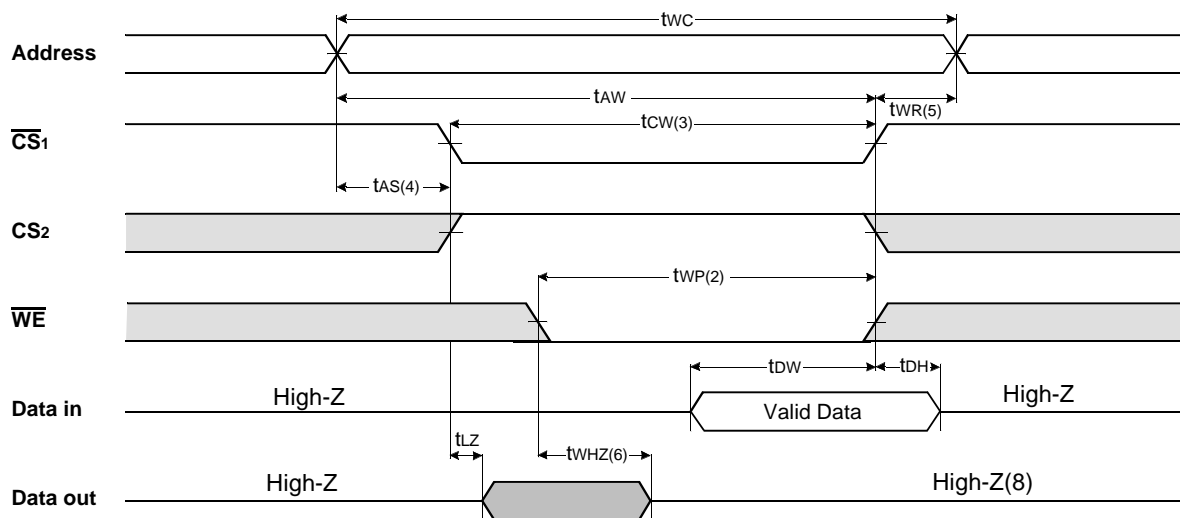 tWC
Address
tAW
tWR(5)
tCW(3)
CS1
tAS(4)
CS2
tWP(2)
WE
tDW
tDH
High-Z
High-Z
Data in
Valid Data
tLZ
tWHZ(6)
High-Z
High-Z(8)
Data out